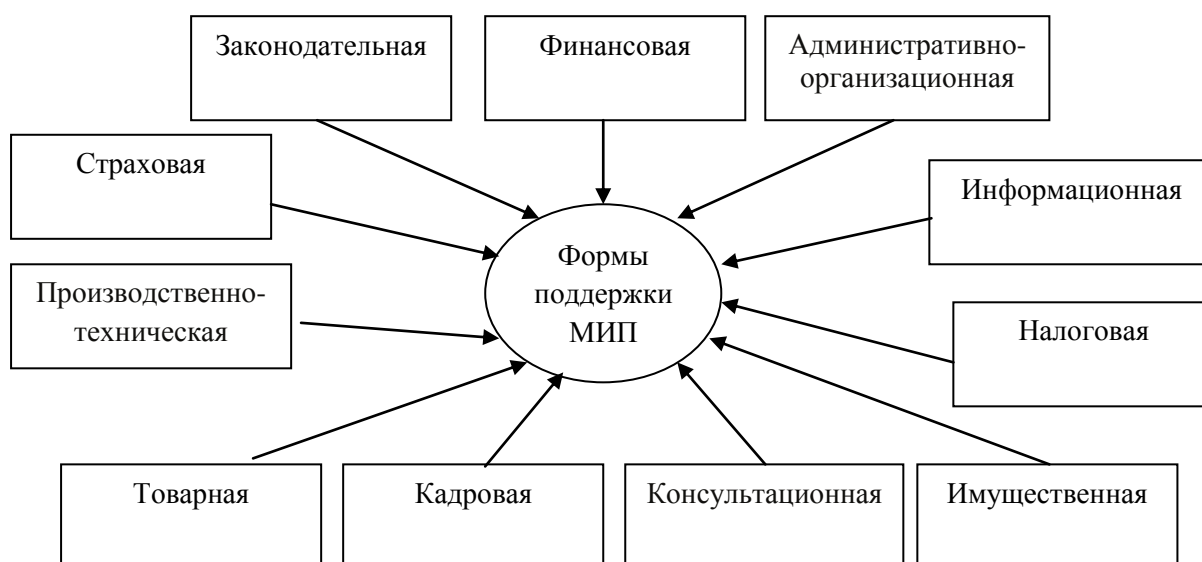 Законодательная
Финансовая
Административно-
организационная
Страховая
Информационная
Формы
поддержки
МИП
Производственно-
техническая
Налоговая
Товарная
Кадровая
Консультационная
Имущественная